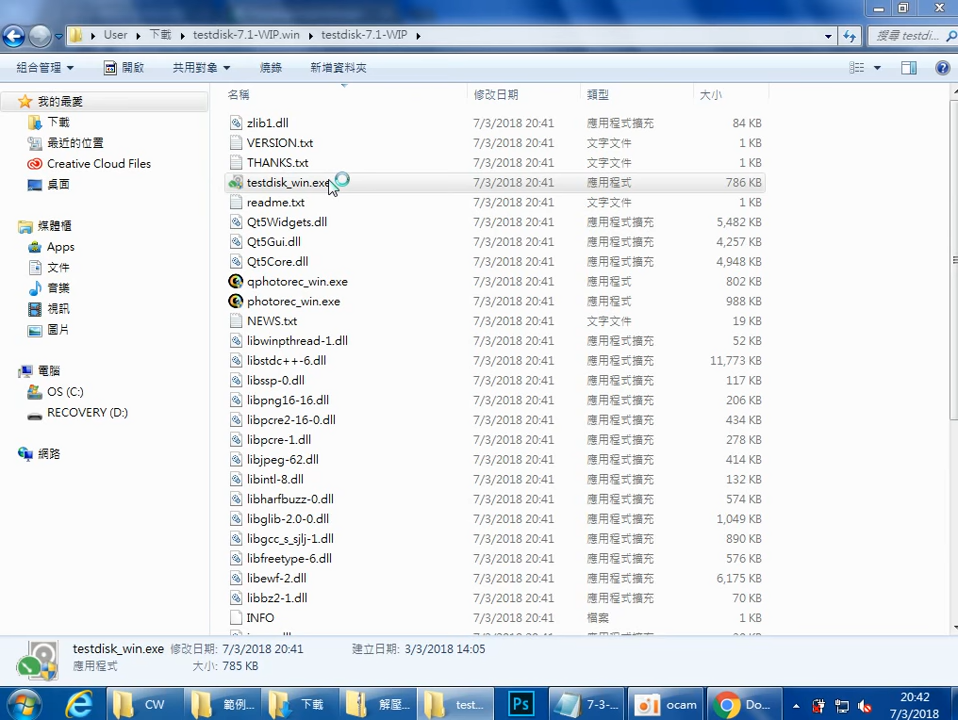 User ▸ 下載 ▸ testdisk-7.1-WIP.win ▸ testdisk-7.1-WIP ▸ 搜尋 testdi...
組合管理 開啟 共用對象 燒錄 新增資料夾
我的最愛
下載
最近的位置
Creative Cloud Files
桌面
媒體櫃
Apps
文件
音樂
視訊
圖片
電腦
OS (C:)
RECOVERY (D:)
網路
名稱 修改日期 類型 大小
zlib1.dll 7/3/2018 20:41 應用程式擴充 84 KB
VERSION.txt 7/3/2018 20:41 文字文件 1 KB
THANKS.txt 7/3/2018 20:41 文字文件 1 KB
testdisk_win.exe 7/3/2018 20:41 應用程式 786 KB
readme.txt 7/3/2018 20:41 文字文件 1 KB
Qt5Widgets.dll 7/3/2018 20:41 應用程式擴充 5,482 KB
Qt5Gui.dll 7/3/2018 20:41 應用程式擴充 4,257 KB
Qt5Core.dll 7/3/2018 20:41 應用程式擴充 4,948 KB
qphotorec_win.exe 7/3/2018 20:41 應用程式 802 KB
photorec_win.exe 7/3/2018 20:41 應用程式 988 KB
NEWS.txt 7/3/2018 20:41 文字文件 19 KB
libwinpthread-1.dll 7/3/2018 20:41 應用程式擴充 52 KB
libstdc++-6.dll 7/3/2018 20:41 應用程式擴充 11,773 KB
libssp-0.dll 7/3/2018 20:41 應用程式擴充 117 KB
libpng16-16.dll 7/3/2018 20:41 應用程式擴充 206 KB
libpcre2-16-0.dll 7/3/2018 20:41 應用程式擴充 434 KB
libpcre-1.dll 7/3/2018 20:41 應用程式擴充 278 KB
libjpeg-62.dll 7/3/2018 20:41 應用程式擴充 414 KB
libintl-8.dll 7/3/2018 20:41 應用程式擴充 132 KB
libharfbuzz-0.dll 7/3/2018 20:41 應用程式擴充 574 KB
libglib-2.0-0.dll 7/3/2018 20:41 應用程式擴充 1,049 KB
libgcc_s_sjlj-1.dll 7/3/2018 20:41 應用程式擴充 890 KB
libfreetype-6.dll 7/3/2018 20:41 應用程式擴充 576 KB
libewf-2.dll 7/3/2018 20:41 應用程式擴充 6,175 KB
libbz2-1.dll 7/3/2018 20:41 應用程式擴充 70 KB
INFO 7/3/2018 20:41 檔案 1 KB
testdisk_win.exe 修改日期: 7/3/2018 20:41 建立日期: 3/3/2018 14:05
應用程式 大小: 785 KB
CW 範例... 下載 解壓... test... Ps 7-3-... ocam Do... 20:42
7/3/2018